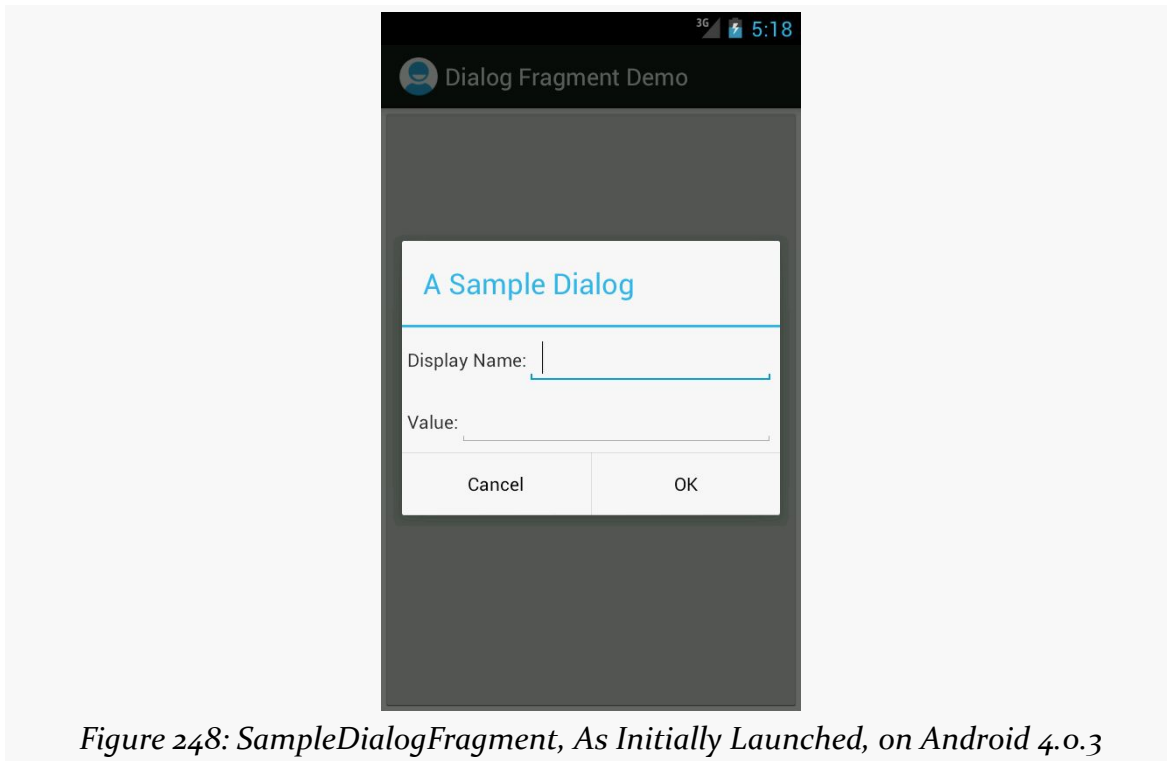 3G 5:18
Dialog Fragment Demo
A Sample Dialog
Display Name:
Value:
Cancel OK
Figure 248: SampleDialogFragment, As Initially Launched, on Android 4.0.3